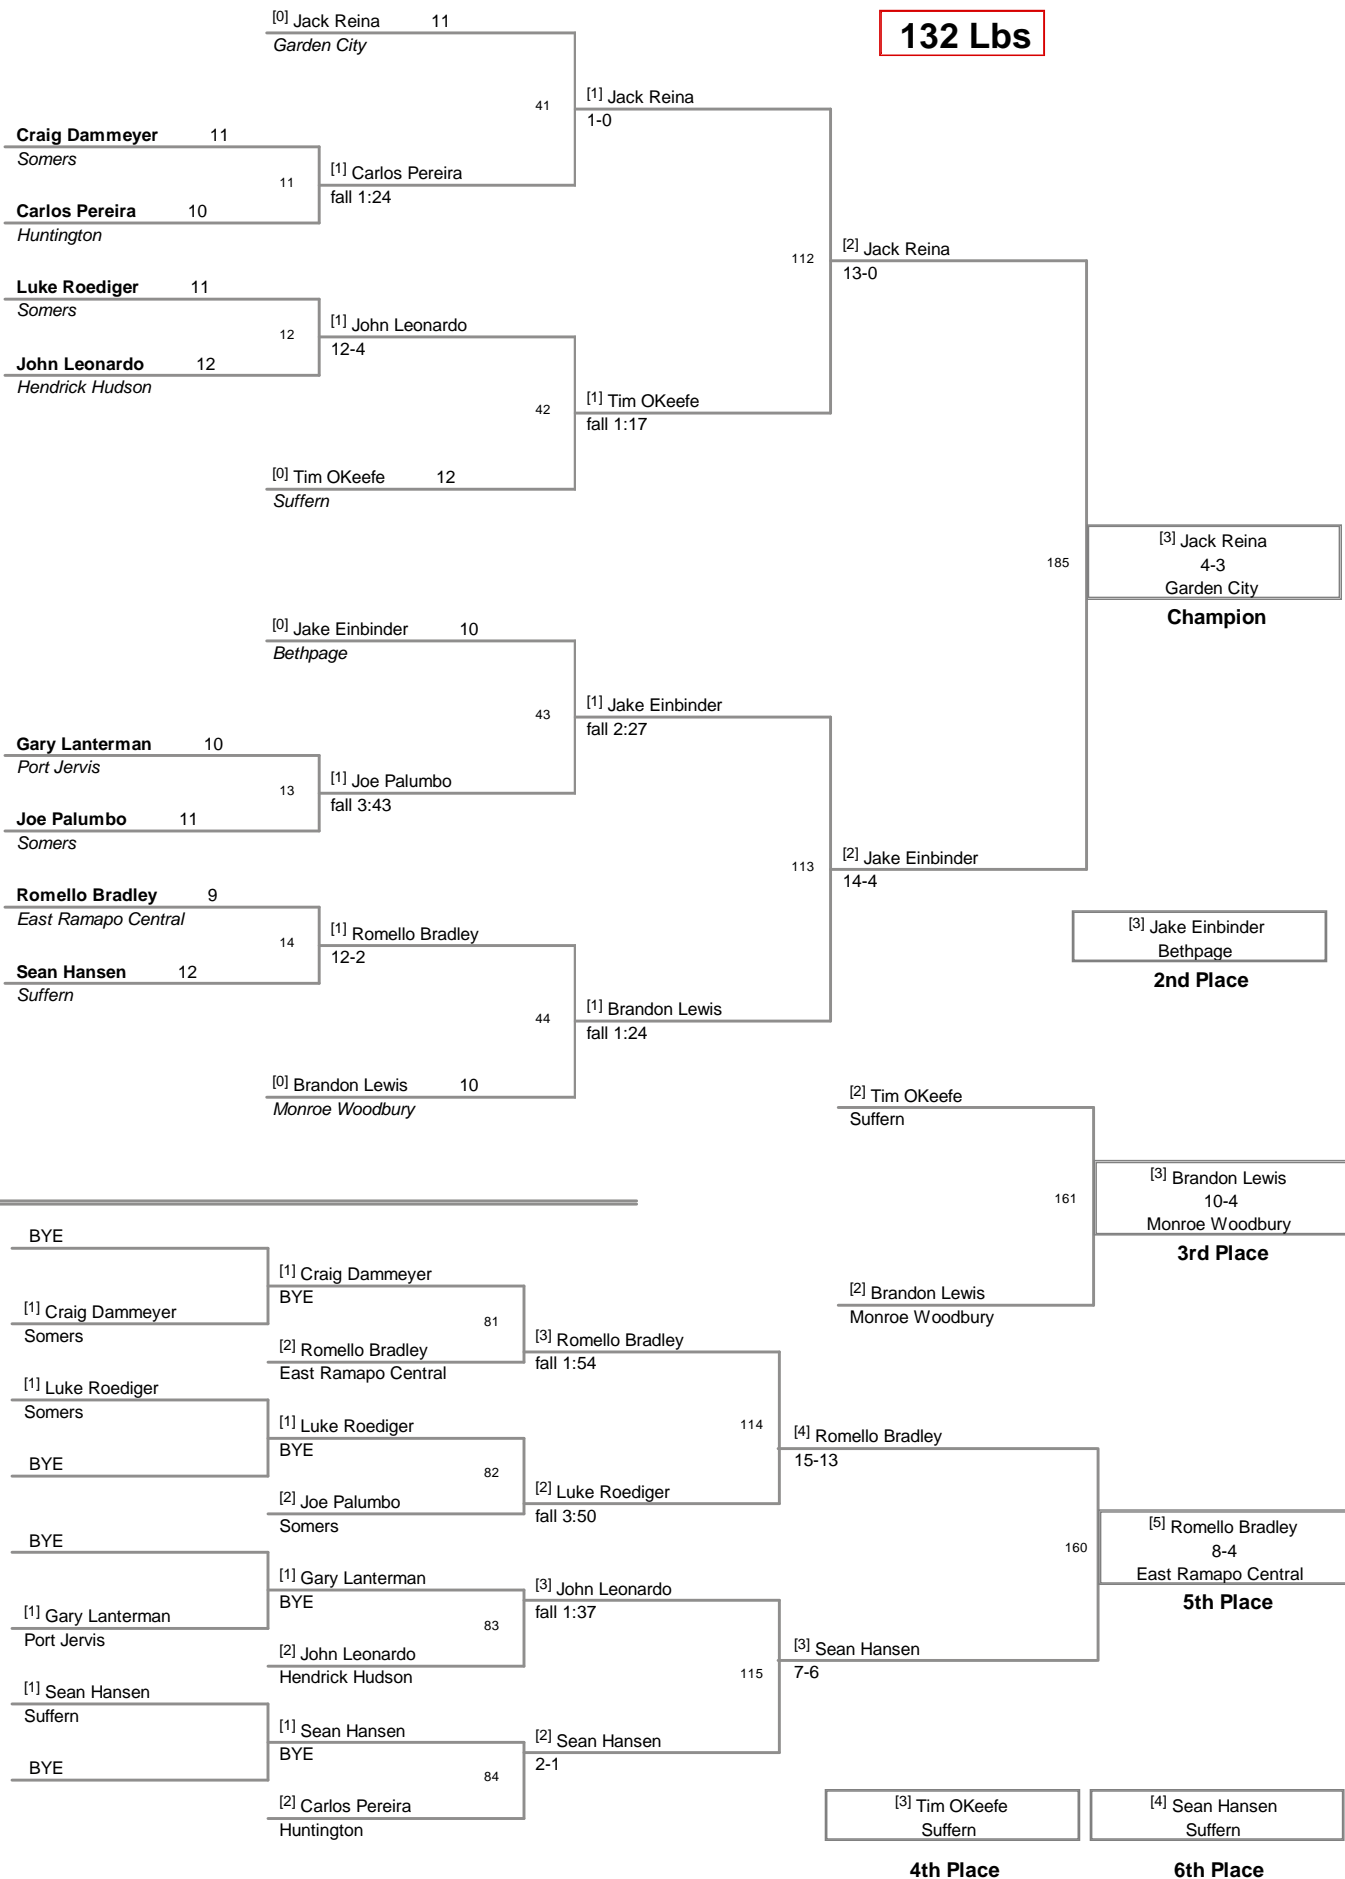 [0] Jack Reina 11
Garden City
132 Lbs
41
[1] Jack Reina
1-0
Craig Dammeyer 11
Somers
11
[1] Carlos Pereira
fall 1:24
Carlos Pereira 10
Huntington
112
[2] Jack Reina
13-0
Luke Roediger 11
Somers
12
[1] John Leonardo
12-4
John Leonardo 12
Hendrick Hudson
42
[1] Tim OKeefe
fall 1:17
[0] Tim OKeefe 12
Suffern
185
[3] Jack Reina
4-3
Garden City
Champion
[0] Jake Einbinder 10
Bethpage
43
[1] Jake Einbinder
fall 2:27
Gary Lanterman 10
Port Jervis
13
[1] Joe Palumbo
fall 3:43
Joe Palumbo 11
Somers
113
[2] Jake Einbinder
14-4
Romello Bradley 9
East Ramapo Central
14
[1] Romello Bradley
12-2
Sean Hansen 12
Suffern
[3] Jake Einbinder
Bethpage
2nd Place
44
[1] Brandon Lewis
fall 1:24
[0] Brandon Lewis 10
Monroe Woodbury
[2] Tim OKeefe
Suffern
161
[3] Brandon Lewis
10-4
Monroe Woodbury
3rd Place
[2] Brandon Lewis
Monroe Woodbury
BYE
[1] Craig Dammeyer
BYE
[1] Craig Dammeyer
Somers
81
[2] Romello Bradley
East Ramapo Central
[3] Romello Bradley
fall 1:54
[1] Luke Roediger
Somers
[1] Luke Roediger
BYE
BYE
82
[2] Joe Palumbo
Somers
[2] Luke Roediger
fall 3:50
114
[4] Romello Bradley
15-13
BYE
[1] Gary Lanterman
BYE
[1] Gary Lanterman
Port Jervis
83
[2] John Leonardo
Hendrick Hudson
[3] John Leonardo
fall 1:37
160
[5] Romello Bradley
8-4
East Ramapo Central
5th Place
115
[3] Sean Hansen
7-6
[1] Sean Hansen
Suffern
[1] Sean Hansen
BYE
BYE
84
[2] Sean Hansen
2-1
[2] Carlos Pereira
Huntington
[3] Tim OKeefe
Suffern
4th Place
[4] Sean Hansen
Suffern
6th Place